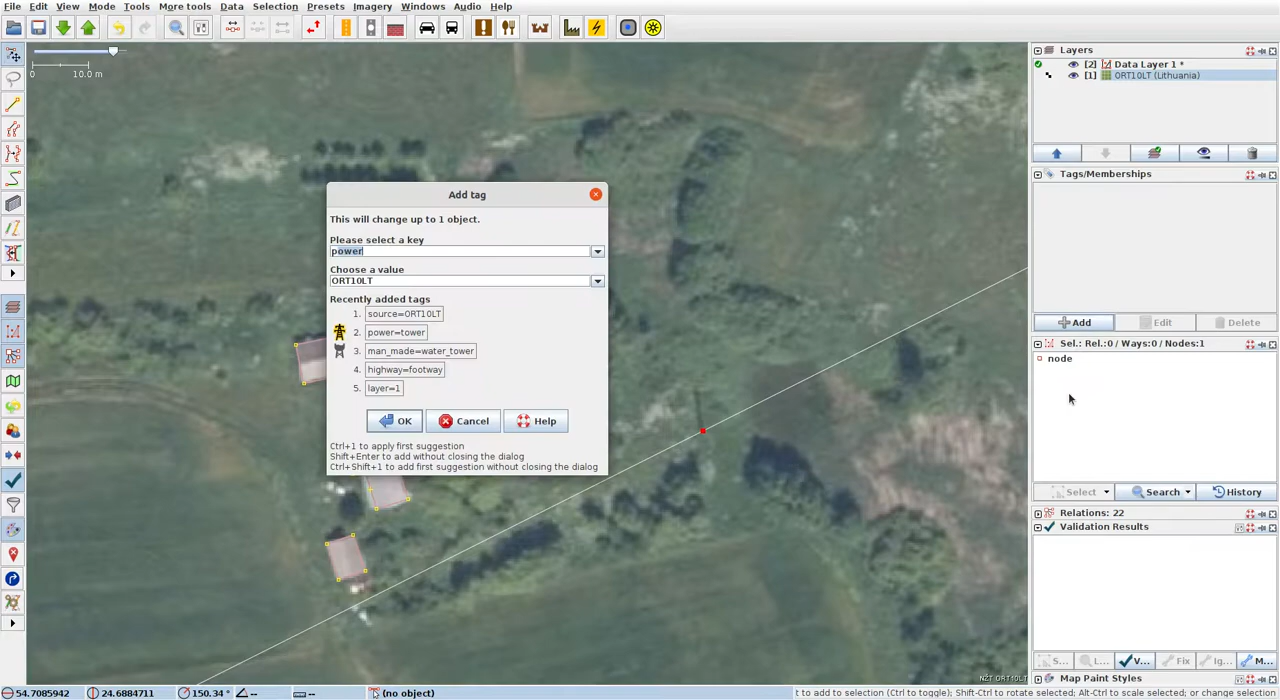 File Edit View Mode Tools More tools Data Selection Presets Imagery Windows Audio Help
0 10.0 m
Layers
[2] Data Layer 1 *
[1] ORT10LT (Lithuania)
Tags/Memberships
Add Edit Delete
Sel.: Rel.:0 / Ways:0 / Nodes:1
node
Select Search History
Relations: 22
Validation Results
S... L... V... Fix Ig... M...
Map Paint Styles
Add tag
This will change up to 1 object.
Please select a key
power
Choose a value
ORT10LT
Recently added tags
1. source=ORT10LT
2. power=tower
3. man_made=water_tower
4. highway=footway
5. layer=1
OK Cancel Help
Ctrl+1 to apply first suggestion
Shift+Enter to add without closing the dialog
Ctrl+Shift+1 to add first suggestion without closing the dialog
54.7085942 24.6884711 150.34° -- -- (no object) t to add to selection (Ctrl to toggle); Shift-Ctrl to rotate selected; Alt-Ctrl to scale selected; or change selection